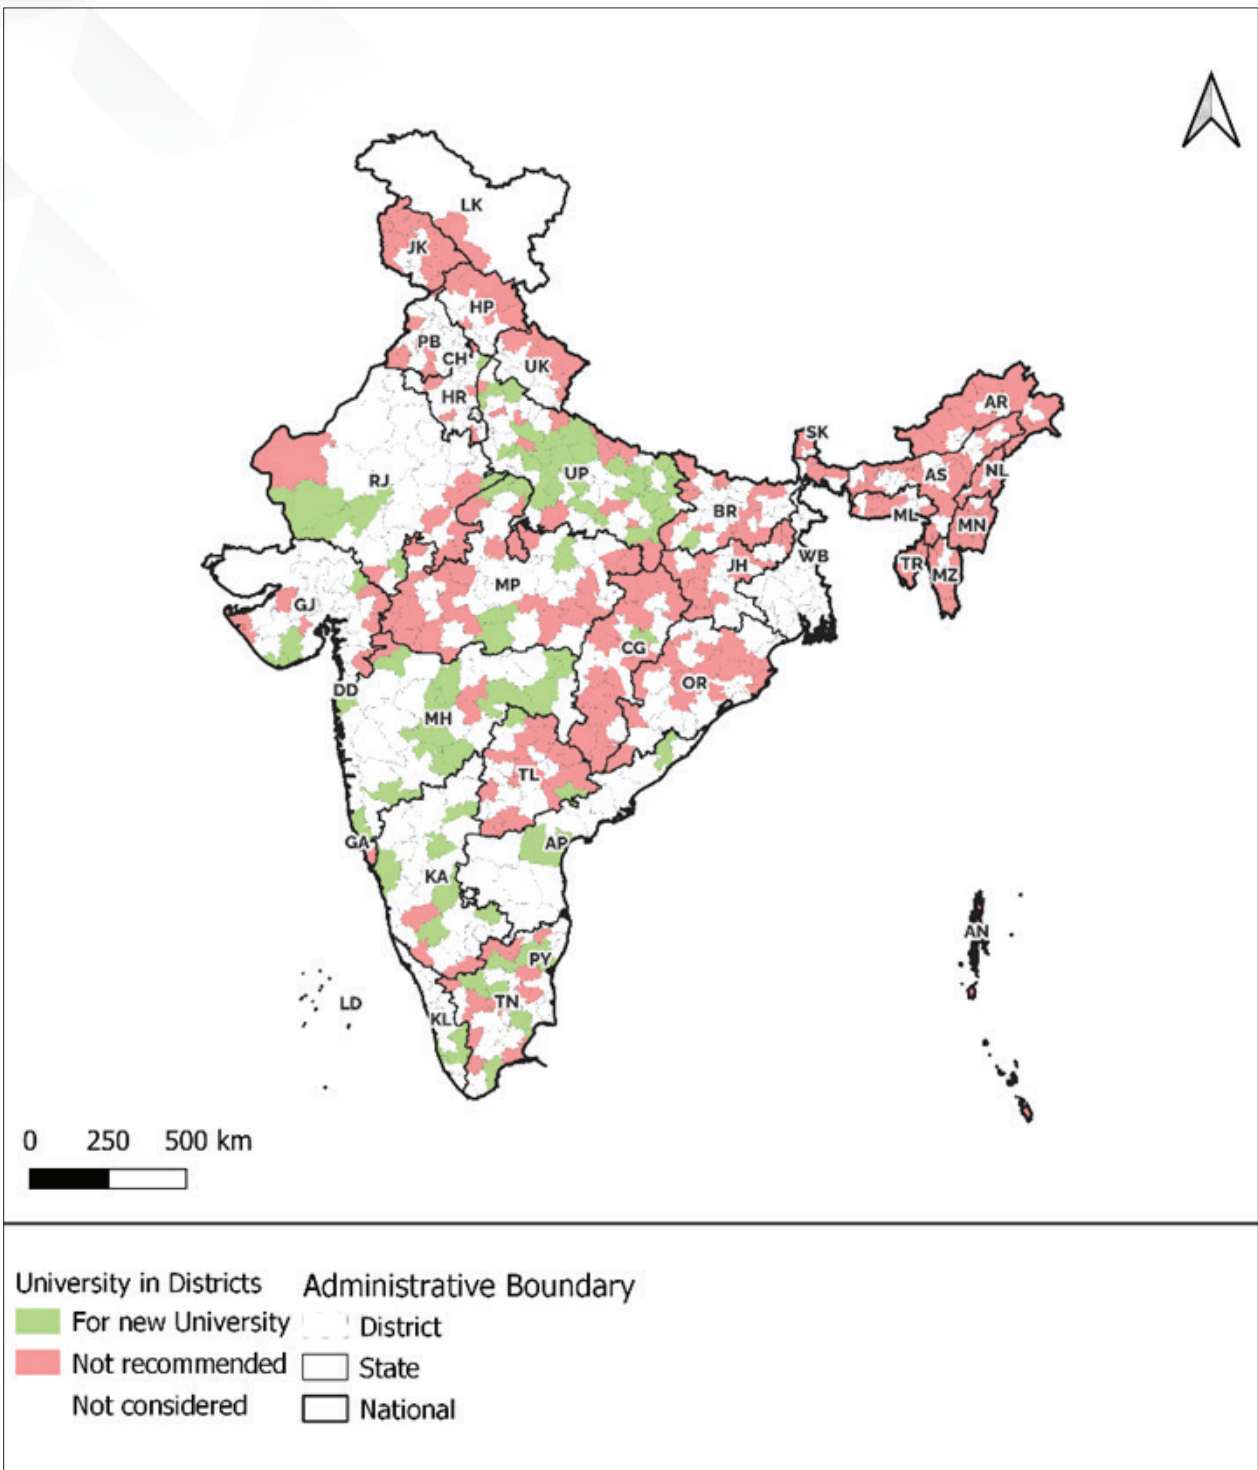 LK
JK
HP
PB
CH
UK
HR
AR
SK
RJ
UP
AS
NL
BR
ML
MN
WB
JH
TR
MZ
MP
GJ
CG
OR
DD
MH
TL
GA
AP
KA
AN
PY
LD
TN
KL
0 250 500 km
University in Districts
For new University
Not recommended
Not considered
Administrative Boundary
District
State
National